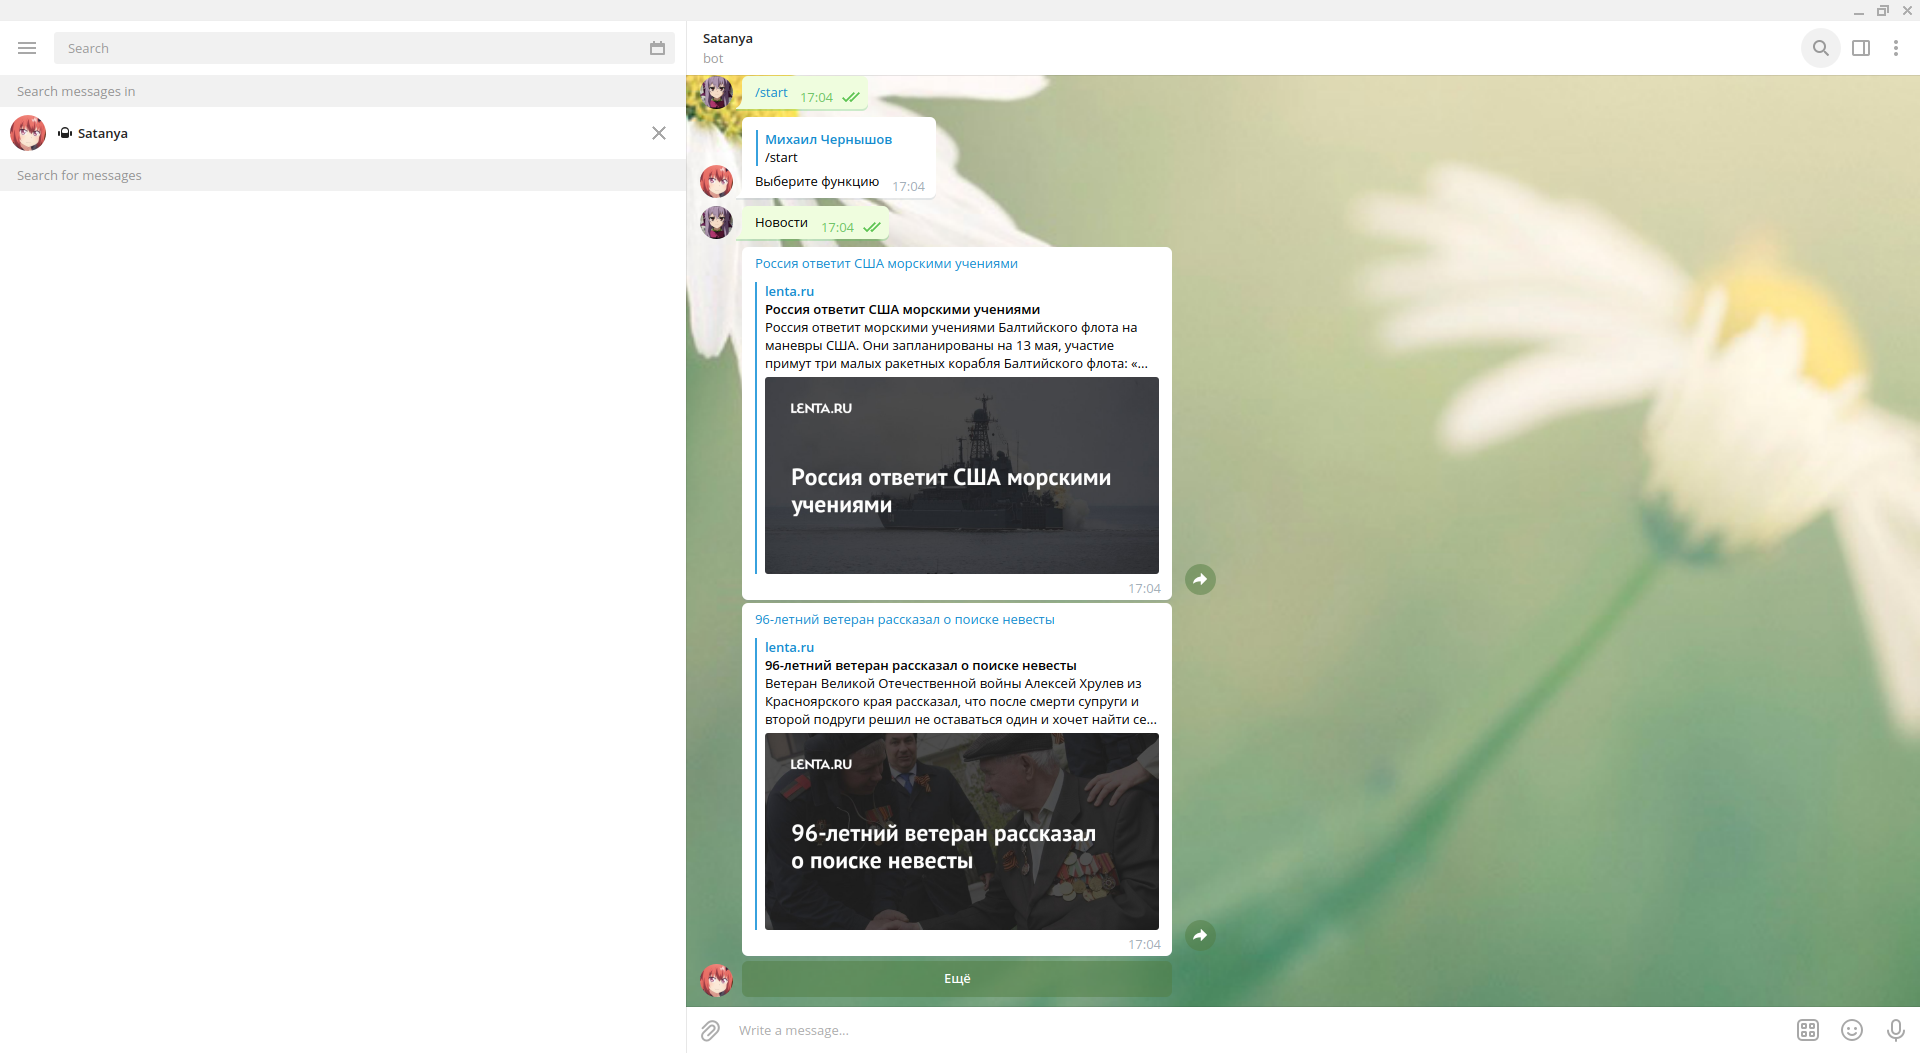 Search
Search messages in
Satanya
Search for messages
Satanya
bot
/start 17:04
Михаил Чернышов
/start
Выберите функцию 17:04
Новости 17:04
Россия ответит США морскими учениями
lenta.ru
Россия ответит США морскими учениями
Россия ответит морскими учениями Балтийского флота на
маневры США. Они запланированы на 13 мая, участие
примут три малых ракетных корабля Балтийского флота: «...
LENTA.RU
Россия ответит США морскими
учениями
17:04
96-летний ветеран рассказал о поиске невесты
lenta.ru
96-летний ветеран рассказал о поиске невесты
Ветеран Великой Отечественной войны Алексей Хрулев из
Красноярского края рассказал, что после смерти супруги и
второй подруги решил не оставаться один и хочет найти се...
LENTA.RU
96-летний ветеран рассказал
о поиске невесты
17:04
Ещё
Write a message...